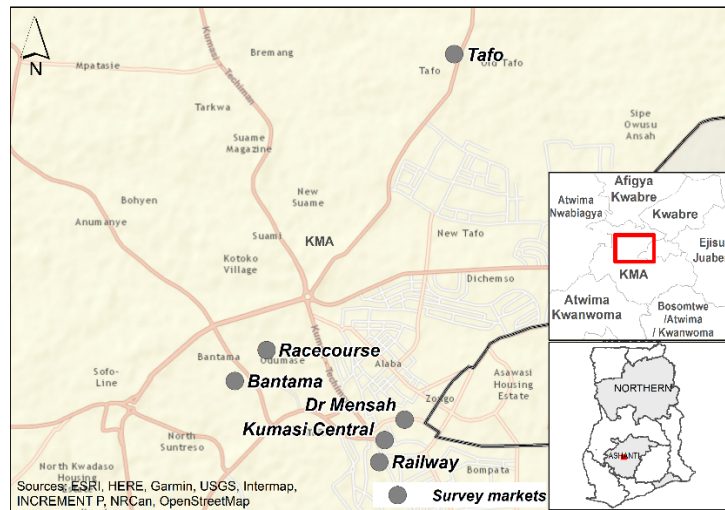 N
Mpatasie
Bremang
Kumasi - Techiman
Tafo
Tafo
Old Tafo
Tarkwa
Suame
Magazine
Sipe
Owusu
Ansah
Bohyen
New
Suame
Anumanye
Suami
KMA
New Tafo
Kotoko
Village
Dichemso
Racecourse
Bantama
Odumase
Alaba
Sofo-
Line
Bantama
Asawasi
Housing
Estate
Dr Mensah
Zongo
Kumasi Central
North
Suntreso
Railway
Bompata
North Kwadaso
Housing
Sources: ESRI, HERE, Garmin, USGS, Intermap,
INCREMENT P, NRCan, OpenStreetMap
Survey markets
Afigya
Kwabre
Atwima
Nwabiagya
Kwabre
Ejisu
Juaben
KMA
Atwima
Kwanwoma
Bosomtwe
/Atwima
/ Kwanwoma
NORTHERN
ASHANTI